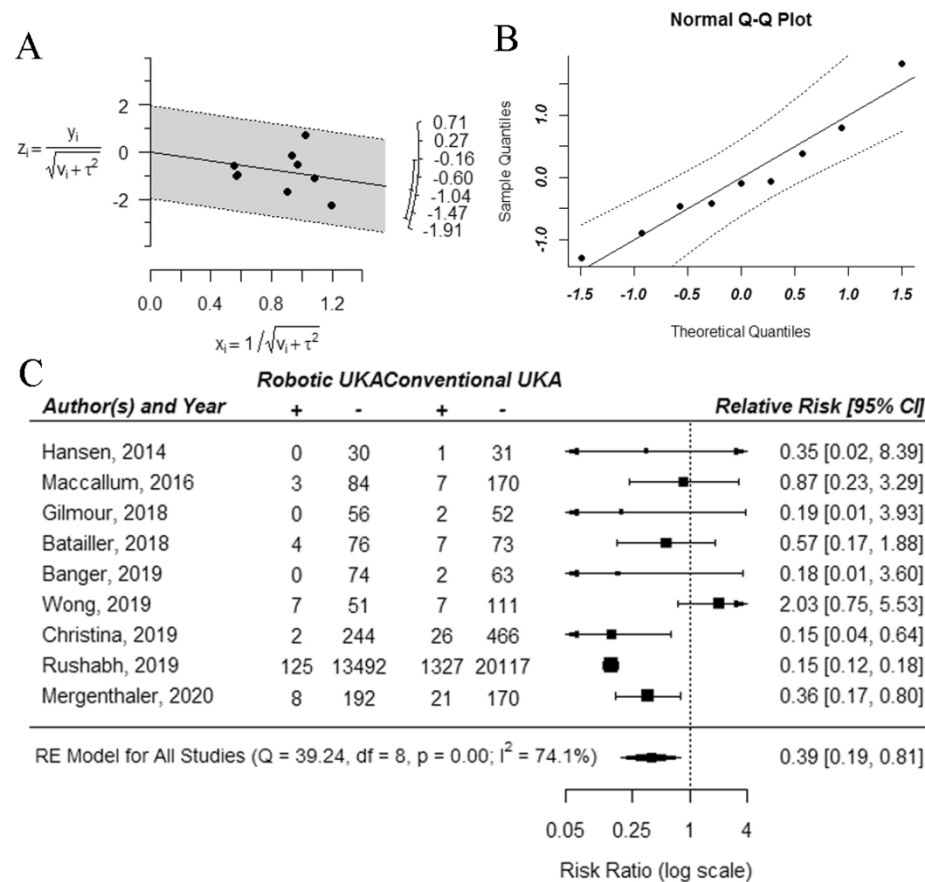 A
2
0
-2
z_i = y_i / √(v_i + τ²)
0.71
0.27
-0.16
-0.60
-1.04
-1.47
-1.91
0.0 0.4 0.8 1.2
x_i = 1 / √(v_i + τ²)
B
Normal Q-Q Plot
Sample Quantiles
1.0
0.0
-1.0
-1.5 -1.0 -0.5 0.0 0.5 1.0 1.5
Theoretical Quantiles
C
Robotic UKAConventional UKA
Author(s) and Year + - + - Relative Risk [95% CI]
Hansen, 2014 0 30 1 31 0.35 [0.02, 8.39]
Maccallum, 2016 3 84 7 170 0.87 [0.23, 3.29]
Gilmour, 2018 0 56 2 52 0.19 [0.01, 3.93]
Batailler, 2018 4 76 7 73 0.57 [0.17, 1.88]
Banger, 2019 0 74 2 63 0.18 [0.01, 3.60]
Wong, 2019 7 51 7 111 2.03 [0.75, 5.53]
Christina, 2019 2 244 26 466 0.15 [0.04, 0.64]
Rushabh, 2019 125 13492 1327 20117 0.15 [0.12, 0.18]
Mergenthaler, 2020 8 192 21 170 0.36 [0.17, 0.80]
RE Model for All Studies (Q = 39.24, df = 8, p = 0.00; I² = 74.1%) 0.39 [0.19, 0.81]
0.05 0.25 1 4
Risk Ratio (log scale)